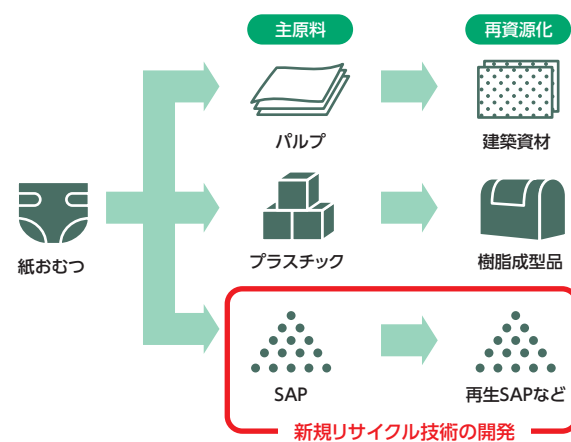 主原料
再資源化
パルプ
建築資材
紙おむつ
プラスチック
樹脂成型品
SAP
再生SAPなど
新規リサイクル技術の開発